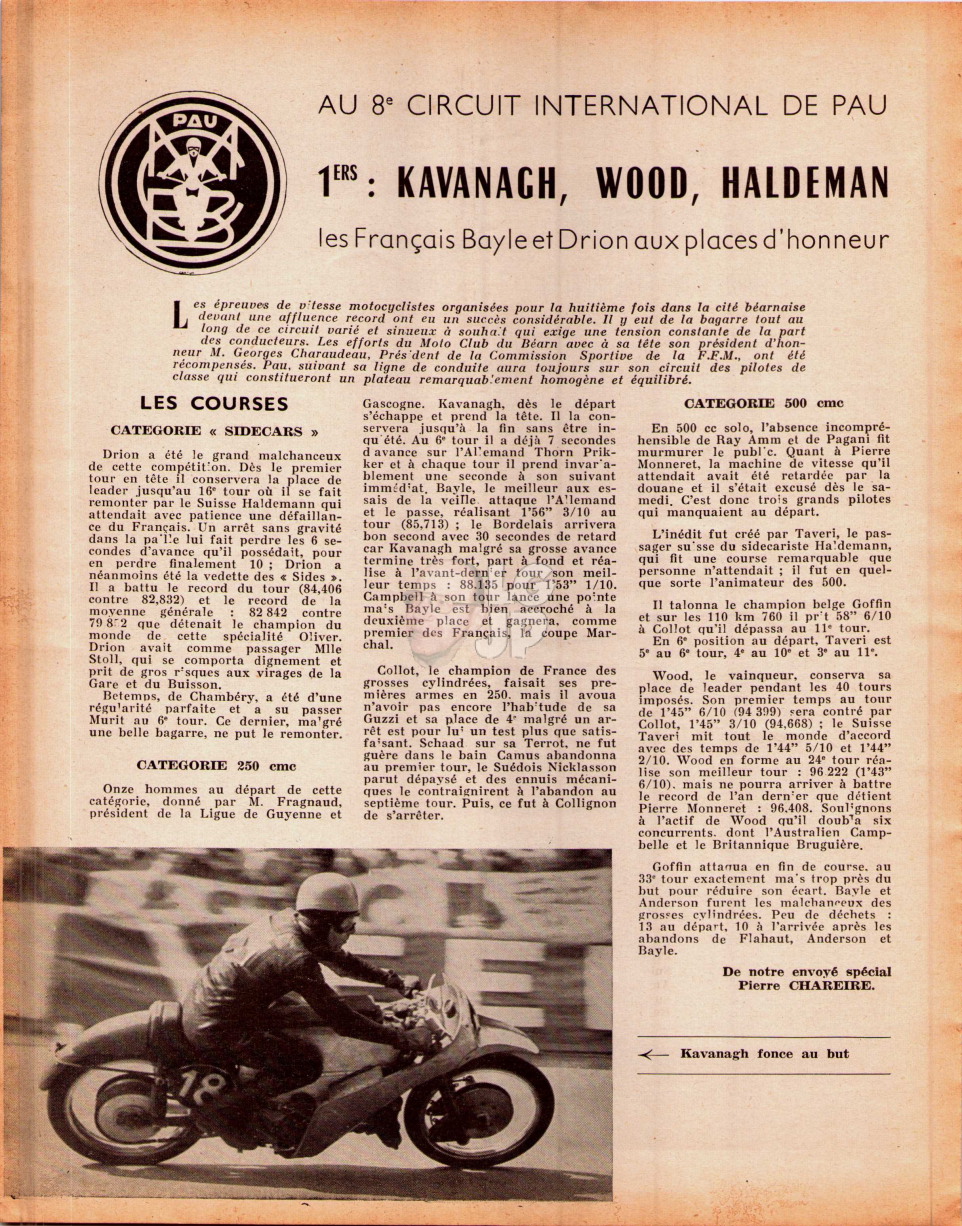 PAU
MCB
AU 8e CIRCUIT INTERNATIONAL DE PAU
1ERS : KAVANAGH, WOOD, HALDEMAN
les Français Bayle et Drion aux places d'honneur
Les épreuves de vitesse motocyclistes organisées pour la huitième fois dans la cité béarnaise
devant une affluence record ont eu un succès considérable. Il y eut de la bagarre tout au
long de ce circuit varié et sinueux à souhait qui exige une tension constante de la part
des conducteurs. Les efforts du Moto Club du Béarn avec à sa tête son président d'hon-
neur M. Georges Charaudeau, Président de la Commission Sportive de la F.F.M., ont été
récompensés. Pau, suivant sa ligne de conduite aura toujours sur son circuit des pilotes de
classe qui constitueront un plateau remarquablement homogène et équilibré.
LES COURSES
CATEGORIE « SIDECARS »
Drion a été le grand malchanceux
de cette compétition. Dès le premier
tour en tête il conservera la place de
leader jusqu'au 16e tour où il se fait
remonter par le Suisse Haldemann qui
attendait avec patience une défaillan-
ce du Français. Un arrêt sans gravité
dans la paille lui fait perdre les 6 se-
condes d'avance qu'il possédait, pour
en perdre finalement 10 ; Drion a
néanmoins été la vedette des « Sides ».
Il a battu le record du tour (84,406
contre 82,832) et le record de la
moyenne générale : 82 842 contre
79 872 que détenait le champion du
monde de cette spécialité Oliver.
Drion avait comme passager Mlle
Stoll, qui se comporta dignement et
prit de gros risques aux virages de la
Gare et du Buisson.
Betemps, de Chambéry, a été d'une
régularité parfaite et a su passer
Murit au 6e tour. Ce dernier, malgré
une belle bagarre, ne put le remonter.
CATEGORIE 250 cmc
Onze hommes au départ de cette
catégorie, donné par M. Fragnaud,
président de la Ligue de Guyenne et
Gascogne. Kavanagh, dès le départ
s'échappe et prend la tête. Il la con-
servera jusqu'à la fin sans être in-
quiété. Au 6e tour il a déjà 7 secondes
d'avance sur l'Allemand Thorn Prik-
ker et à chaque tour il prend invaria-
blement une seconde à son suivant
immédiat. Bayle, le meilleur aux es-
sais de la veille, attaque l'Allemand
et le passe, réalisant 1'56" 3/10 au
tour (85,713) ; le Bordelais arrivera
bon second avec 30 secondes de retard
car Kavanagh malgré sa grosse avance
termine très fort, part à fond et réa-
lise à l'avant-dernier tour son meil-
leur temps : 88.135 pour 1'53" 1/10.
Campbell à son tour lance une pointe
mais Bayle est bien accroché à la
deuxième place et gagnera, comme
premier des Français, la coupe Mar-
chal.
Collot, le champion de France des
grosses cylindrées, faisait ses pre-
mières armes en 250. mais il avoua
n'avoir pas encore l'habitude de sa
Guzzi et sa place de 4e malgré un ar-
rêt est pour lui un test plus que satis-
faisant. Schaad sur sa Terrot, ne fut
guère dans le bain Camus abandonna
au premier tour, le Suédois Nicklasson
parut dépaysé et des ennuis mécani-
ques le contraignirent à l'abandon au
septième tour. Puis, ce fut à Collignon
de s'arrêter.
CATEGORIE 500 cmc
En 500 cc solo, l'absence incompré-
hensible de Ray Amm et de Pagani fit
murmurer le public. Quant à Pierre
Monneret, la machine de vitesse qu'il
attendait avait été retardée par la
douane et il s'était excusé dès le sa-
medi. C'est donc trois grands pilotes
qui manquaient au départ.
L'inédit fut créé par Taveri, le pas-
sager suisse du sidecariste Haldemann,
qui fit une course remarquable que
personne n'attendait ; il fut en quel-
que sorte l'animateur des 500.
Il talonna le champion belge Goffin
et sur les 110 km 760 il prit 58" 6/10
à Collot qu'il dépassa au 11e tour.
En 6e position au départ, Taveri est
5e au 6e tour, 4e au 10e et 3e au 11e.
Wood, le vainqueur, conserva sa
place de leader pendant les 40 tours
imposés. Son premier temps au tour
de 1'45" 6/10 (94 399) sera contré par
Collot, 1'45" 3/10 (94,668) ; le Suisse
Taveri mit tout le monde d'accord
avec des temps de 1'44" 5/10 et 1'44"
2/10. Wood en forme au 24e tour réa-
lise son meilleur tour : 96 222 (1'43"
6/10). mais ne pourra arriver à battre
le record de l'an dernier que détient
Pierre Monneret : 96.408. Soulignons
à l'actif de Wood qu'il doubla six
concurrents. dont l'Australien Camp-
belle et le Britannique Bruguière.
Goffin attaqua en fin de course. au
33e tour exactement mais trop près du
but pour réduire son écart. Bayle et
Anderson furent les malchanceux des
grosses cylindrées. Peu de déchets :
13 au départ, 10 à l'arrivée après les
abandons de Flahaut, Anderson et
Bayle.
De notre envoyé spécial
Pierre CHAREIRE.
Kavanagh fonce au but
18